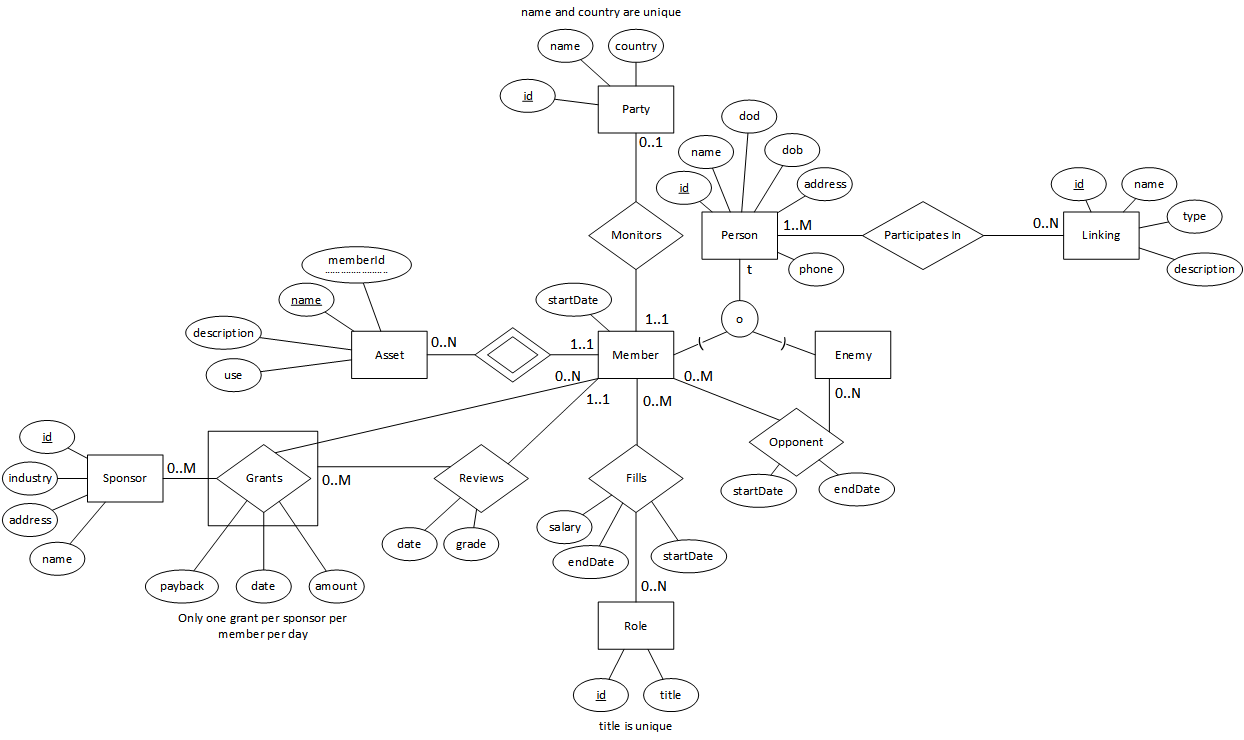 name and country are unique
name
country
id
Party
0..1
dod
name
dob
id
address
id
name
Monitors
Person
1..M
Participates In
0..N
Linking
type
phone
description
t
memberId
name
startDate
o
description
Asset
0..N
1..1
1..1
Member
(
)
Enemy
use
0..N
1..1
0..M
0..M
0..N
id
Opponent
industry
Sponsor
0..M
Grants
0..M
Reviews
Fills
startDate
endDate
address
name
salary
date
grade
endDate
startDate
payback
date
amount
0..N
Only one grant per sponsor per
member per day
Role
id
title
title is unique